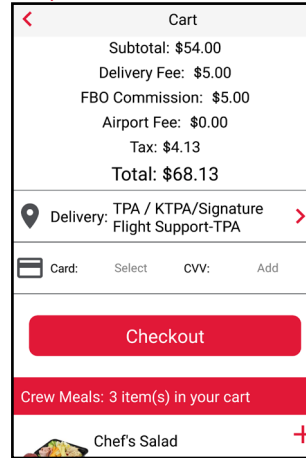 Cart
Subtotal: $54.00
Delivery Fee: $5.00
FBO Commission: $5.00
Airport Fee: $0.00
Tax: $4.13
Total: $68.13
Delivery: TPA / KTPA/Signature
Flight Support-TPA
Card: Select CVV: Add
Checkout
Crew Meals: 3 item(s) in your cart
Chef's Salad